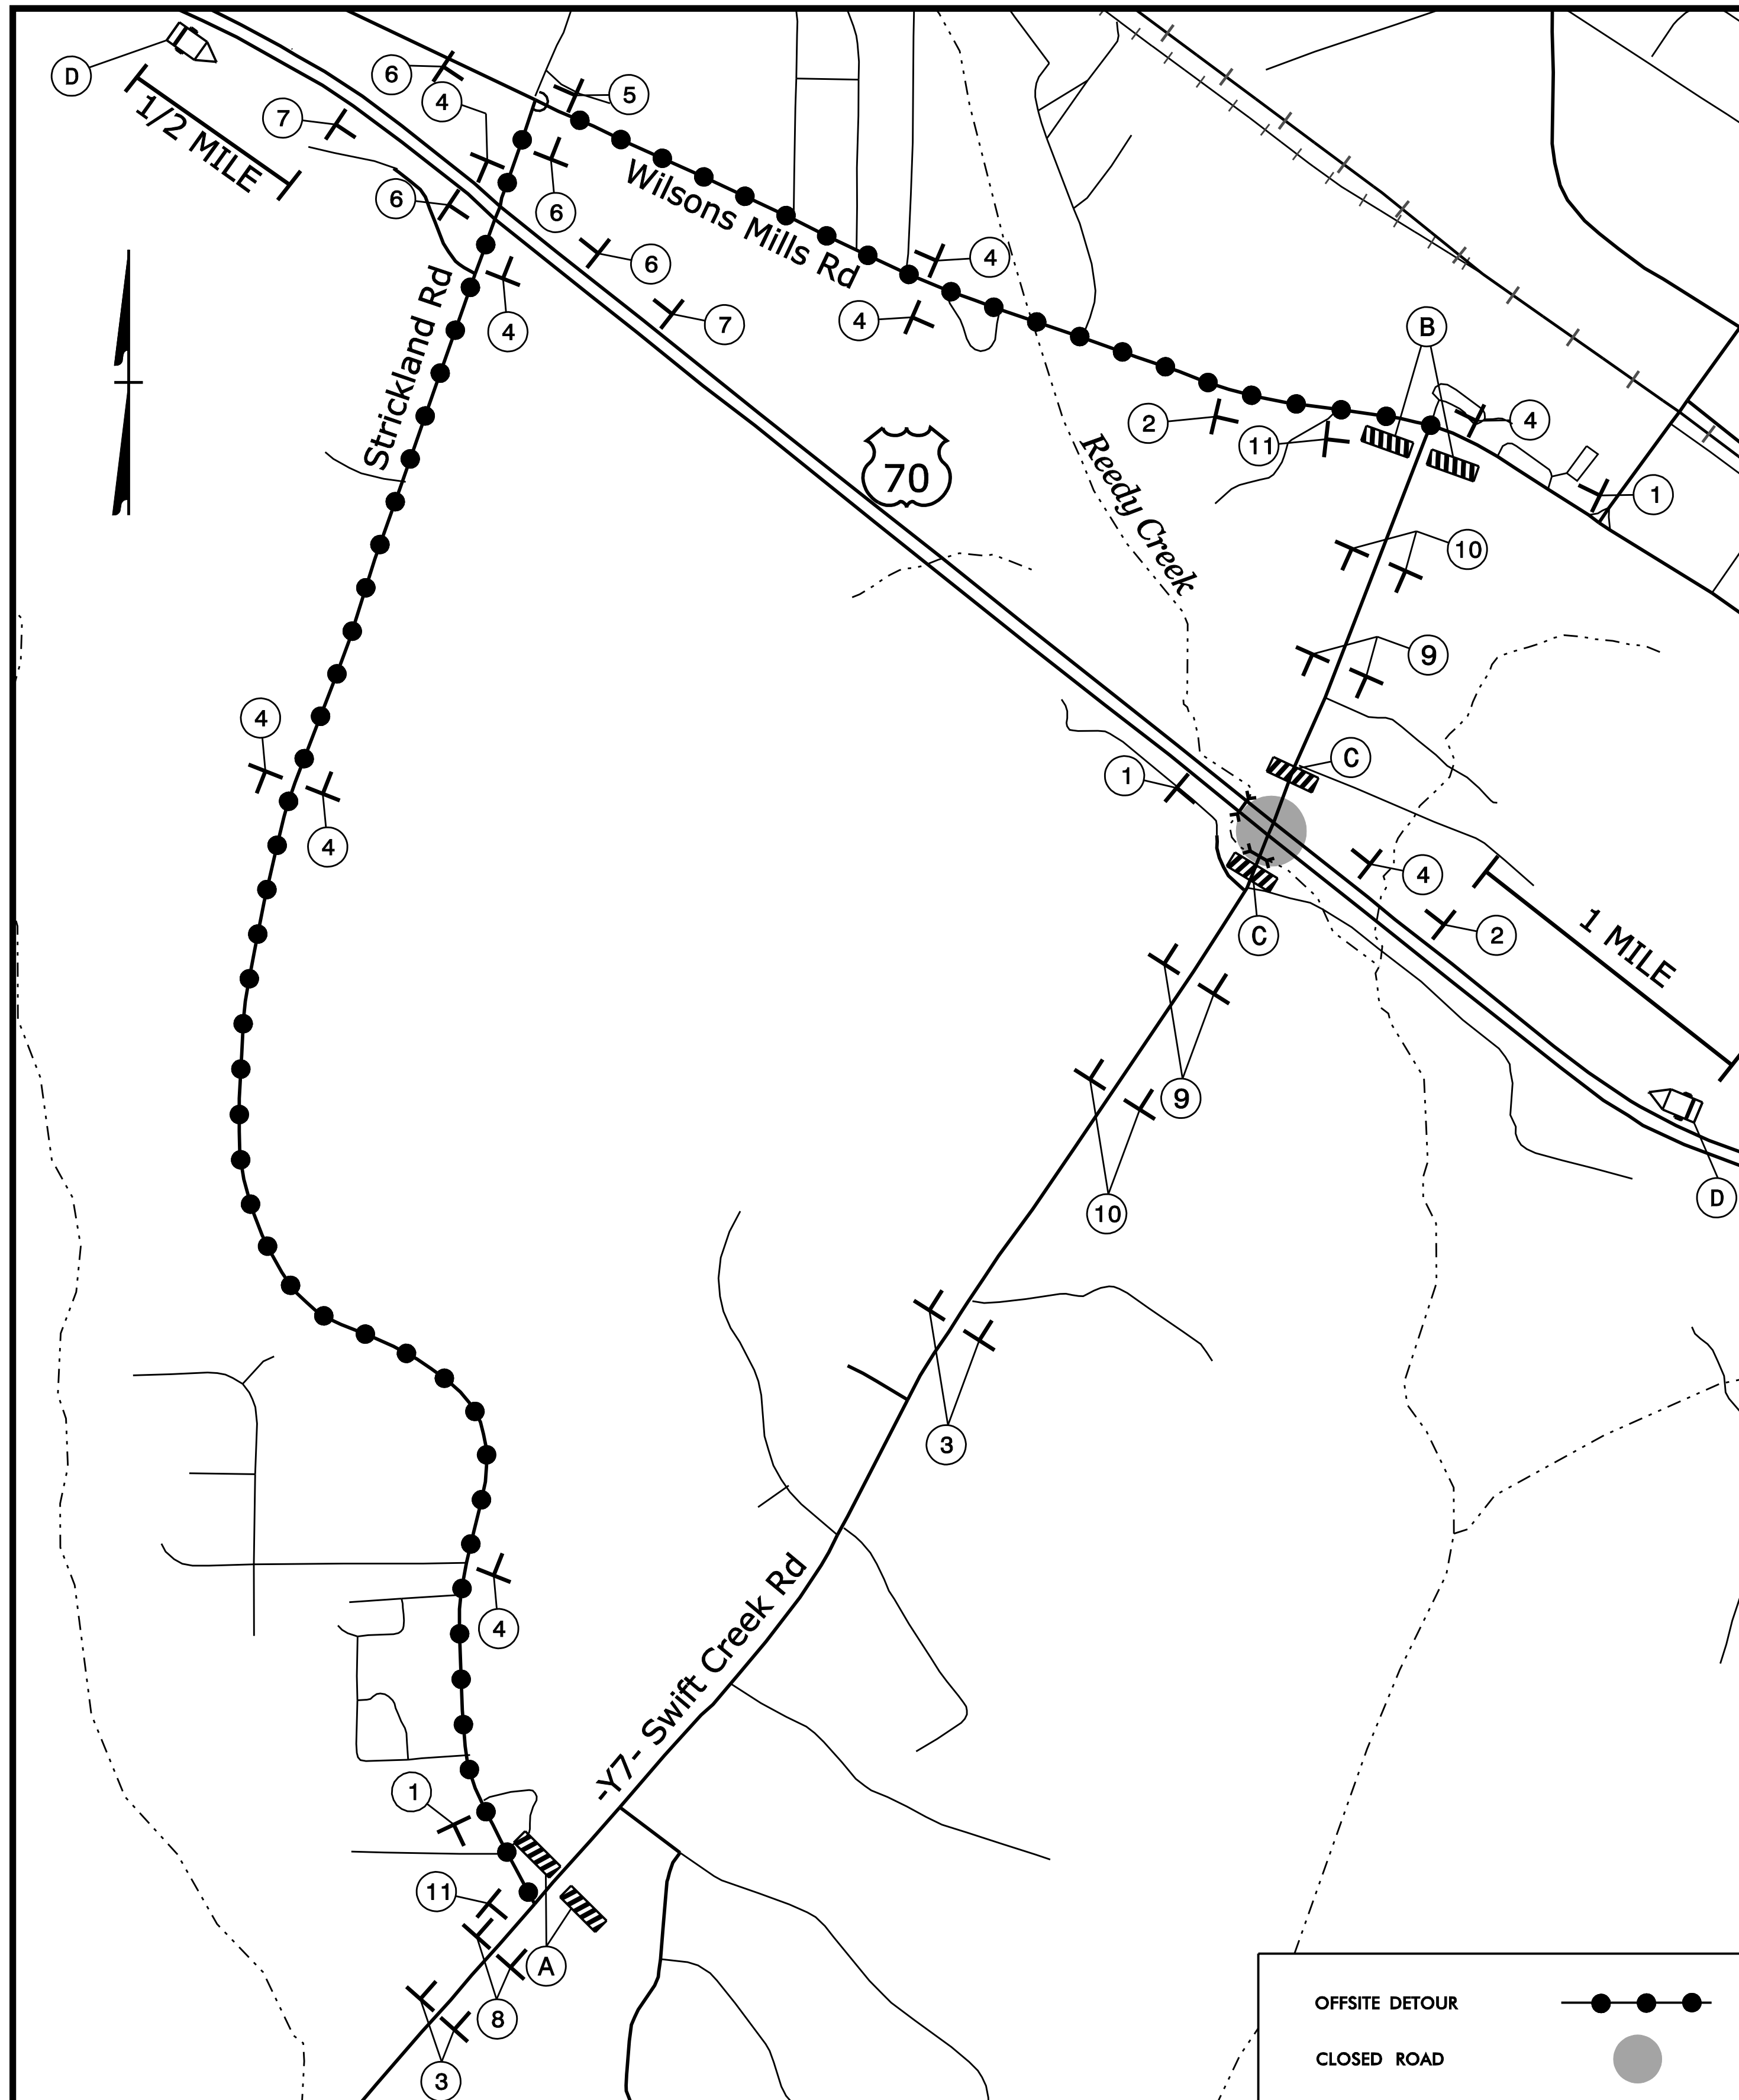 D
6
4
5
7
1/2 MILE
6
6
Wilsons Mills Rd
6
4
7
4
4
Strickland Rd
B
2
11
4
70
Reedy Creek
1
10
9
4
C
1
4
4
2
C
1 MILE
9
D
10
3
4
-Y7- Swift Creek Rd
1
11
A
8
3
OFFSITE DETOUR
CLOSED ROAD